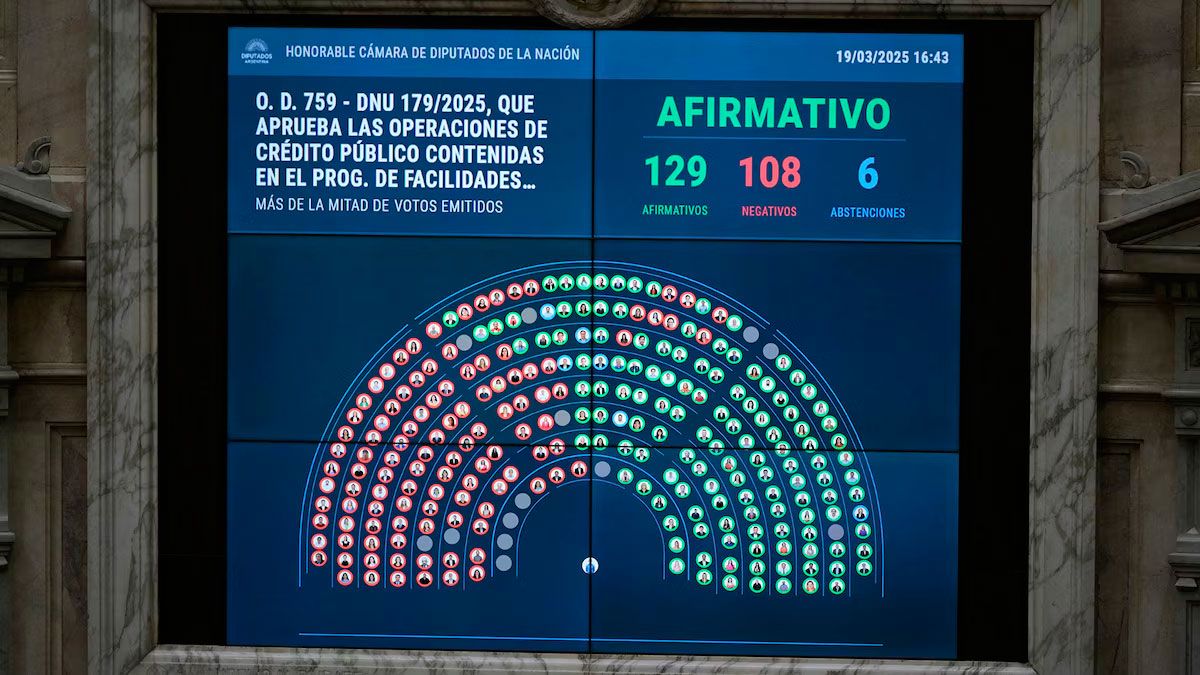 DIPUTADOS
ARGENTINA
HONORABLE CÁMARA DE DIPUTADOS DE LA NACIÓN
19/03/2025 16:43
O. D. 759 - DNU 179/2025, QUE
APRUEBA LAS OPERACIONES DE
CRÉDITO PÚBLICO CONTENIDAS
EN EL PROG. DE FACILIDADES...
MÁS DE LA MITAD DE VOTOS EMITIDOS
AFIRMATIVO
129 108 6
AFIRMATIVOS NEGATIVOS ABSTENCIONES